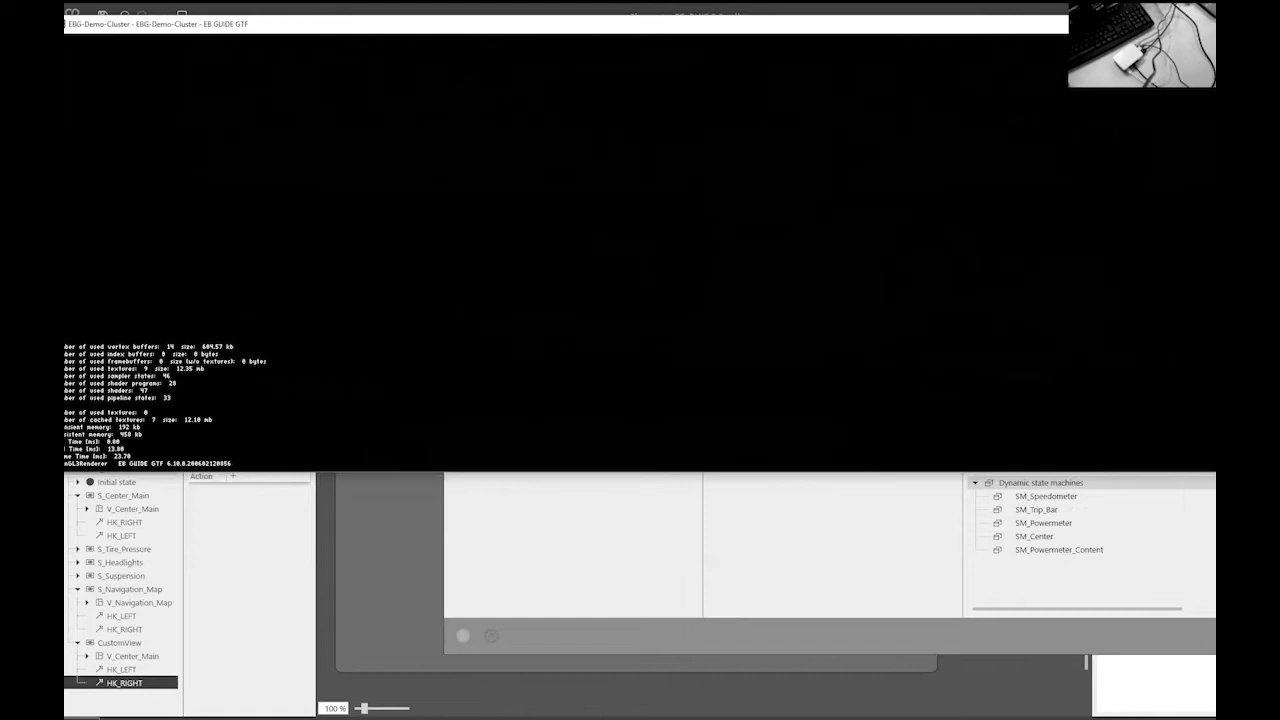 EBG-Demo-Cluster - EBG-Demo-Cluster - EB GUIDE GTF
ber of used vertex buffers: 14 size: 604.57 kb
ber of used index buffers: 0 size: 0 bytes
ber of used framebuffers: 0 size (w/o textures): 0 bytes
ber of used textures: 9 size: 12.35 mb
ber of used sampler states: 46
ber of used shader programs: 28
ber of used shaders: 47
ber of used pipeline states: 33
ber of used textures: 0
ber of cached textures: 7 size: 12.10 mb
nsient memory: 192 kb
sistent memory: 450 kb
Time [ms]: 0.00
Time [ms]: 13.00
me Time [ms]: 23.70
nGL3Renderer EB GUIDE GTF
Initial state
Action +
Dynamic state machines
S_Center_Main
SM_Speedometer
V_Center_Main
SM_Trip_Bar
HK_RIGHT
SM_Powermeter
HK_LEFT
SM_Center
S_Tire_Pressure
SM_Powermeter_Content
S_Headlights
S_Suspension
S_Navigation_Map
V_Navigation_Map
HK_LEFT
HK_RIGHT
CustomView
V_Center_Main
HK_LEFT
HK_RIGHT
100 %